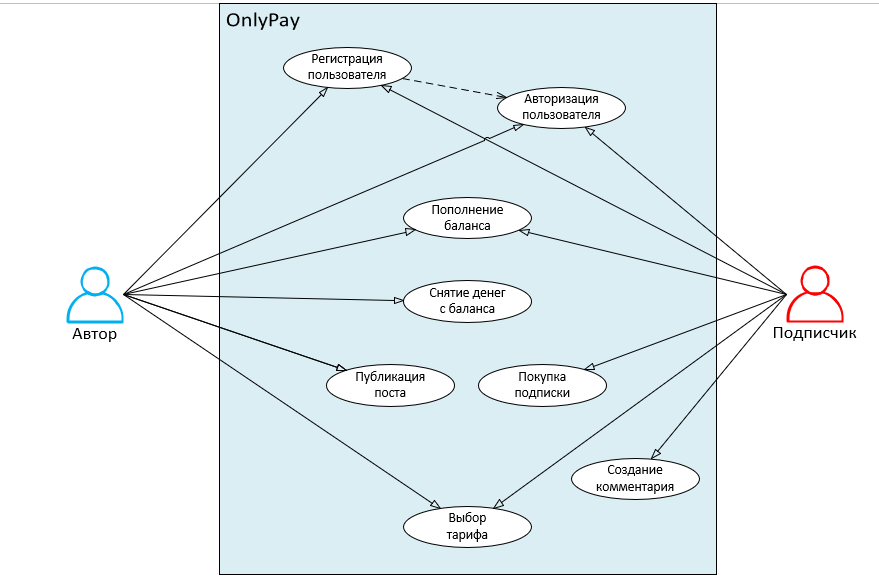 OnlyPay
Регистрация
пользователя
Авторизация
пользователя
Пополнение
баланса
Снятие денег
с баланса
Автор
Подписчик
Публикация
поста
Покупка
подписки
Создание
комментария
Выбор
тарифа